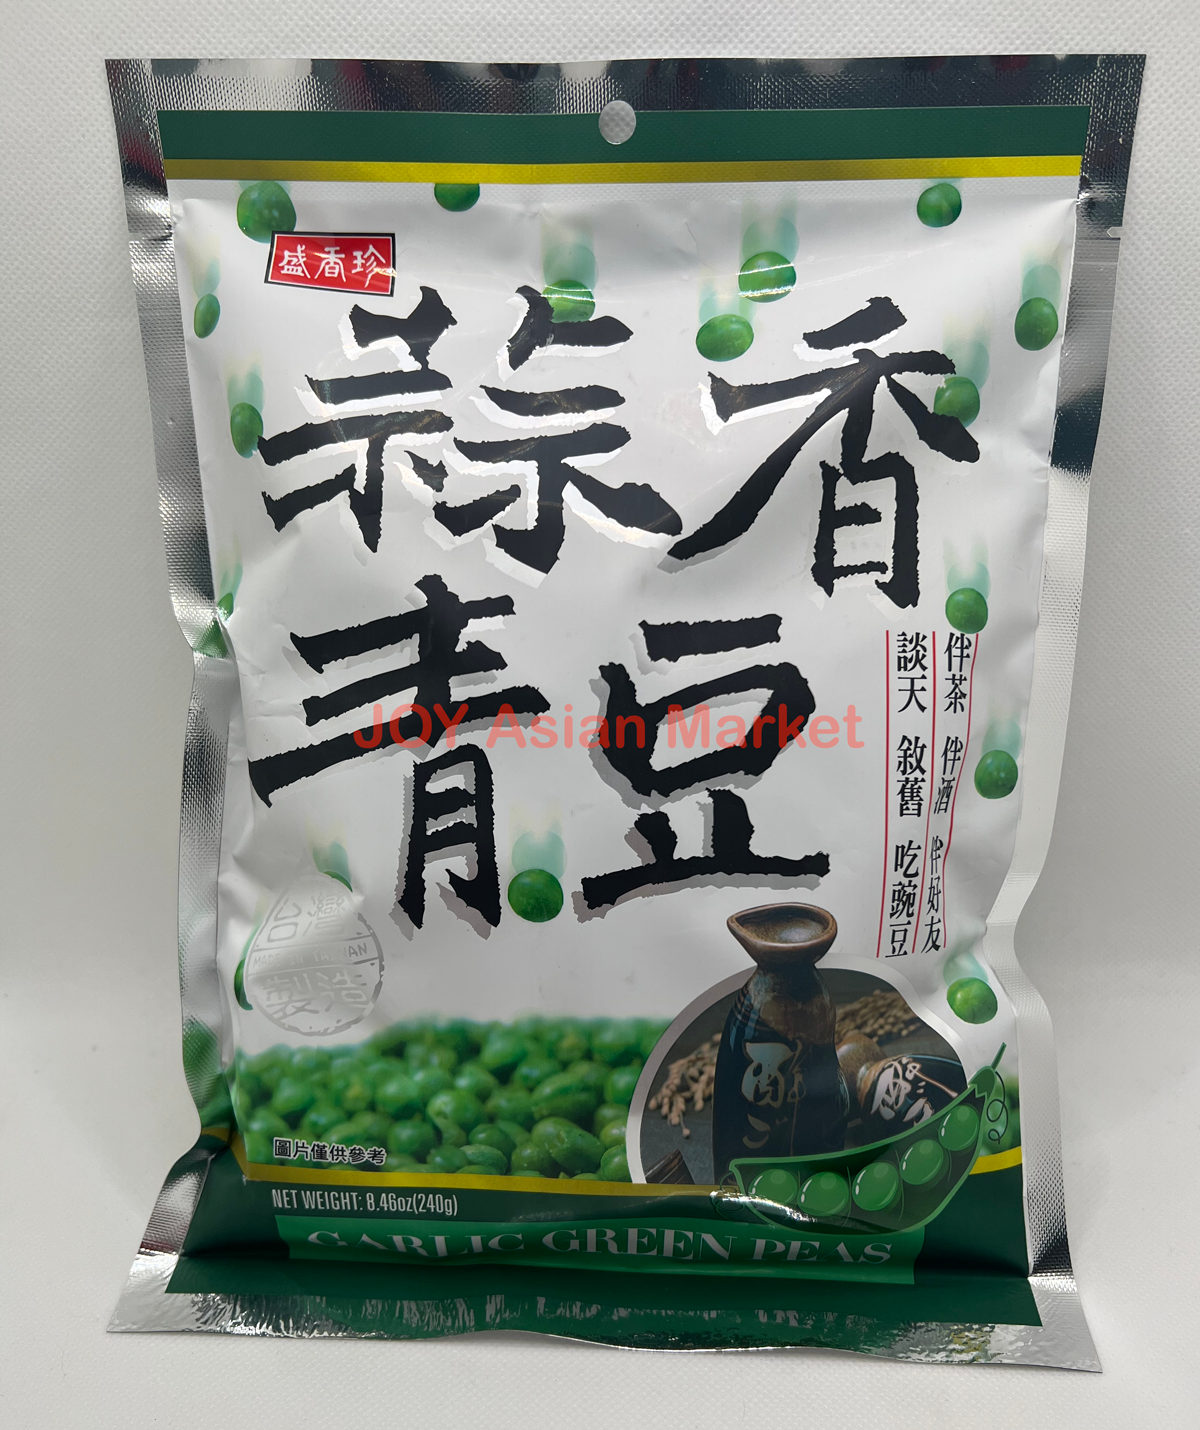 盛香珍
蒜香
青豆
伴茶 伴酒 伴好友
談天 敘舊 吃豌豆
JOY Asian Market
台灣
MADE IN TAIWAN
製造
圖片僅供參考
NET WEIGHT: 8.46oz(240g)
GARLIC GREEN PEAS